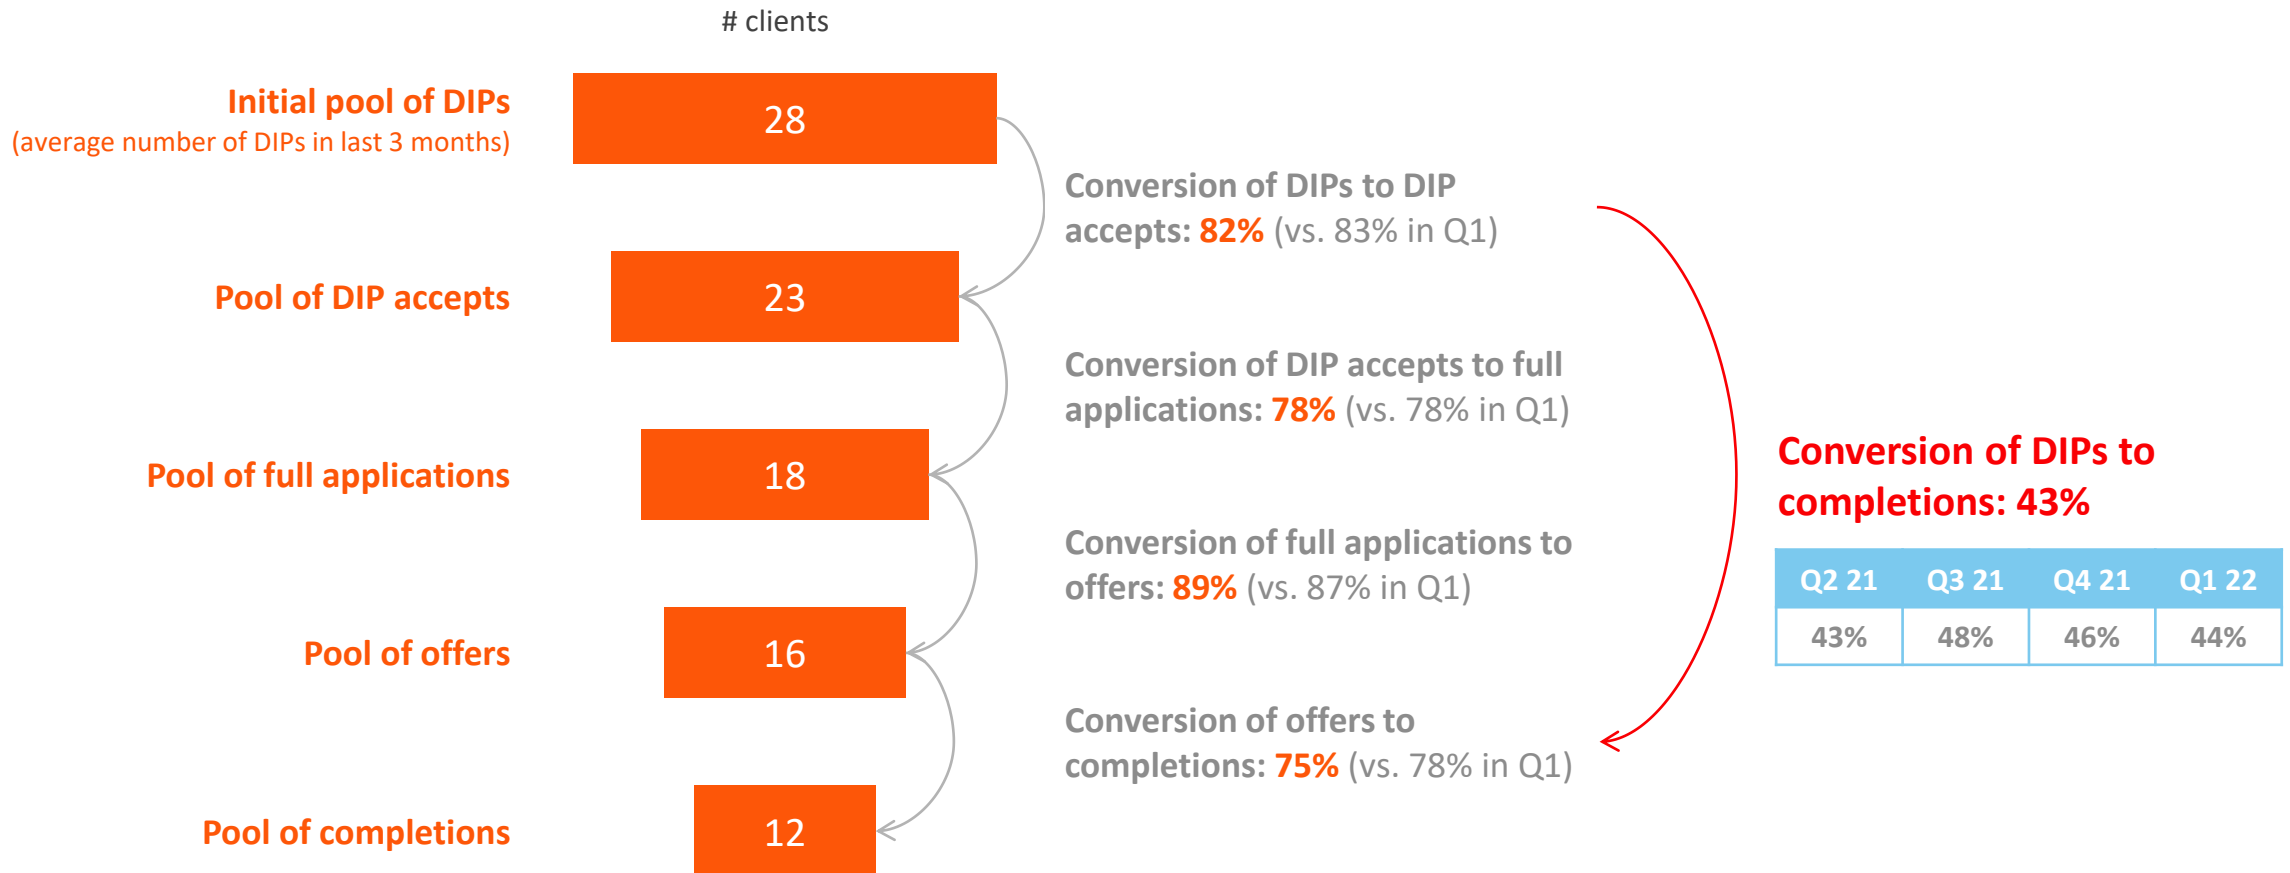 # clients
Initial pool of DIPs
(average number of DIPs in last 3 months)
28
Conversion of DIPs to DIP
accepts: 82% (vs. 83% in Q1)
Pool of DIP accepts
23
Conversion of DIP accepts to full
applications: 78% (vs. 78% in Q1)
Pool of full applications
18
Conversion of full applications to
offers: 89% (vs. 87% in Q1)
Pool of offers
16
Conversion of offers to
completions: 75% (vs. 78% in Q1)
Pool of completions
12
Conversion of DIPs to
completions: 43%
Q2 21 Q3 21 Q4 21 Q1 22
43% 48% 46% 44%